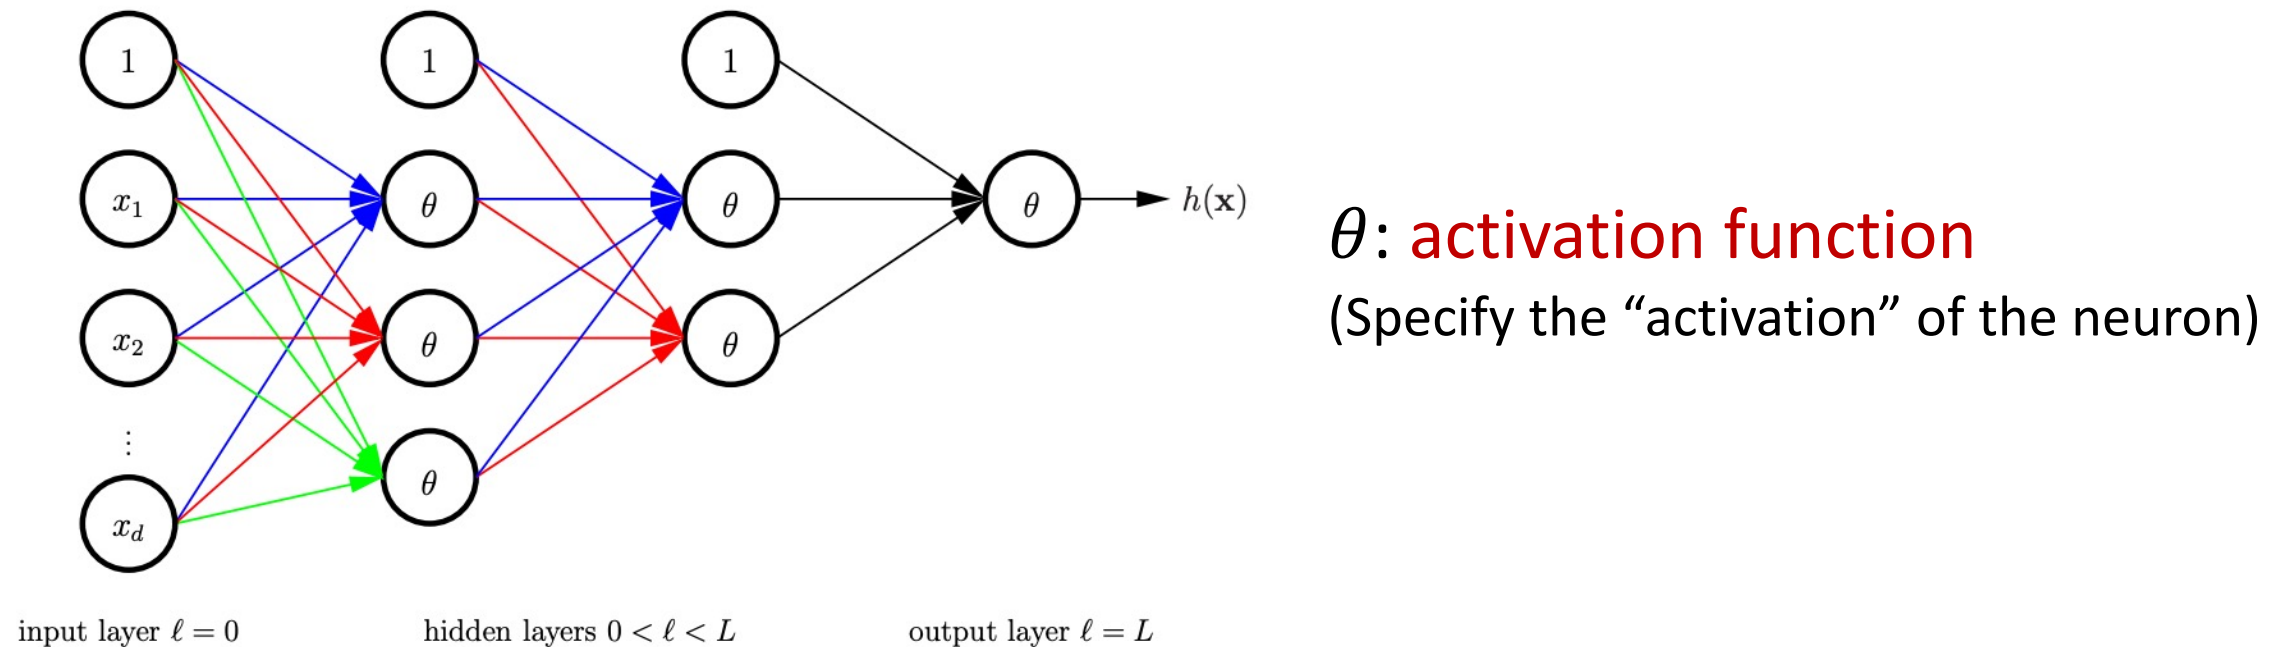 1 1 1
x₁ θ θ θ h(x)
x₂ θ θ
⋮
x_d θ
input layer ℓ = 0
hidden layers 0 < ℓ < L
output layer ℓ = L
θ: activation function
(Specify the “activation” of the neuron)